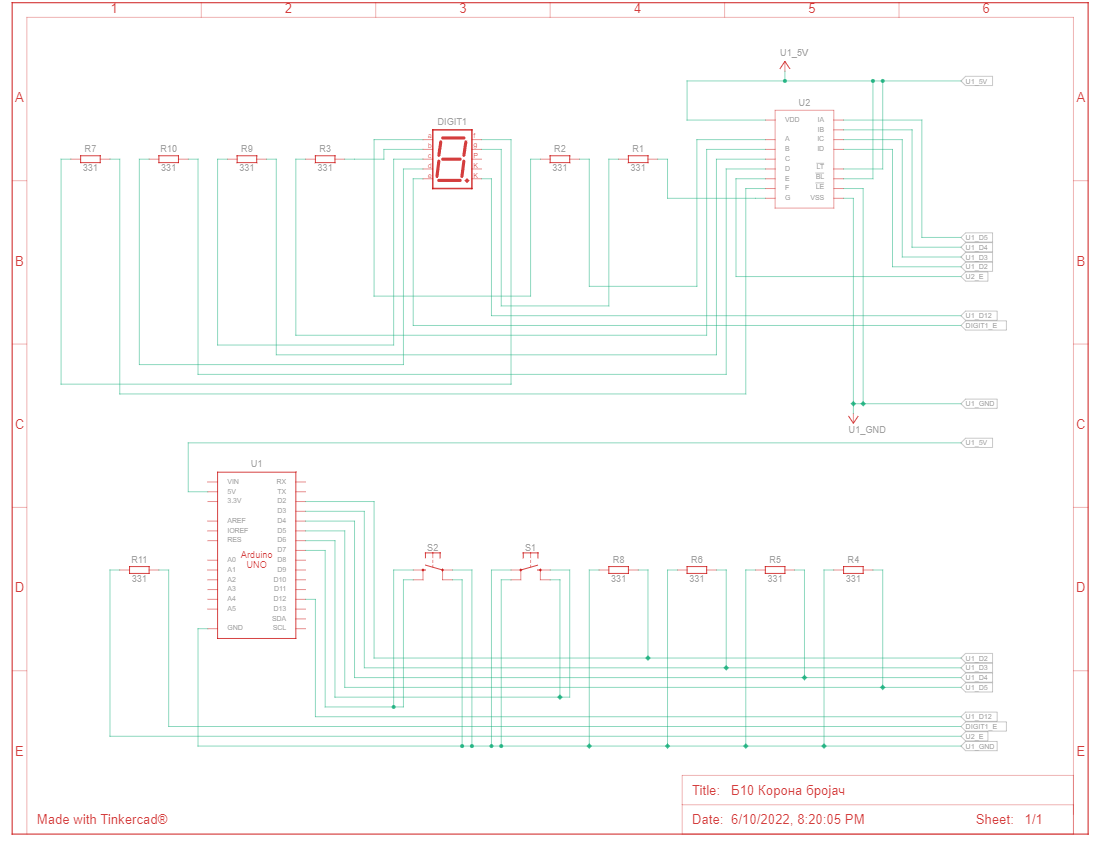 1 2 3 4 5 6
A A
B B
C C
D D
E E
U1_5V
U1_5V
U2
VDD IA
IB
A IC
B ID
C
D LT
E BL
F LE
G VSS
DIGIT1
a f
b g
c P
d K
e K
R7 R10 R9 R3 R2 R1
331 331 331 331 331 331
U1_D5
U1_D4
U1_D3
U1_D2
U2_E
U1_D12
DIGIT1_E
U1_GND
U1_GND
U1_5V
U1
VIN RX
5V TX
3.3V D2
D3
AREF D4
IOREF D5
RES D6
D7
A0 D8
A1 D9
A2 D10
A3 D11
A4 D12
A5 D13
SDA
GND SCL
Arduino
UNO
R11 S2 S1 R8 R6 R5 R4
331 331 331 331 331
U1_D2
U1_D3
U1_D4
U1_D5
U1_D12
DIGIT1_E
U2_E
U1_GND
Title: Б10 Корона бројач
Made with Tinkercad® Date: 6/10/2022, 8:20:05 PM Sheet: 1/1